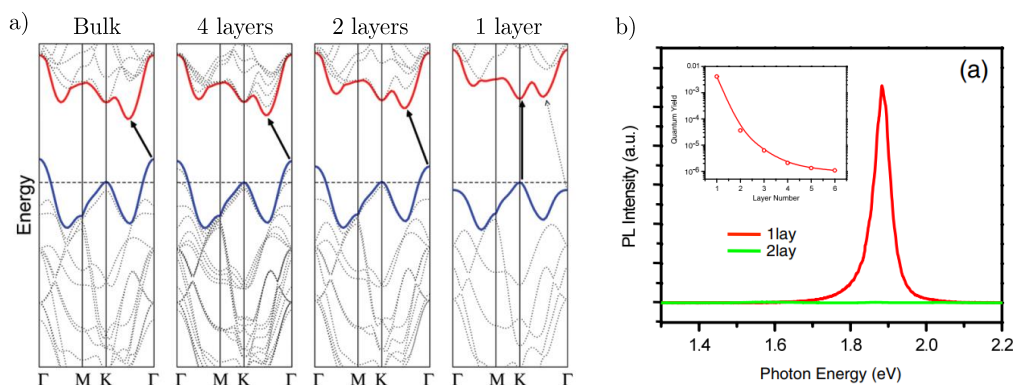 a)
Bulk
4 layers
2 layers
1 layer
Energy
Γ M K Γ
Γ M K Γ
Γ M K Γ
Γ M K Γ
b)
(a)
PL Intensity (a.u.)
Quantum Yield
0.01
10⁻³
10⁻⁴
10⁻⁵
10⁻⁶
1 2 3 4 5 6
Layer Number
1lay
2lay
1.4 1.6 1.8 2.0 2.2
Photon Energy (eV)